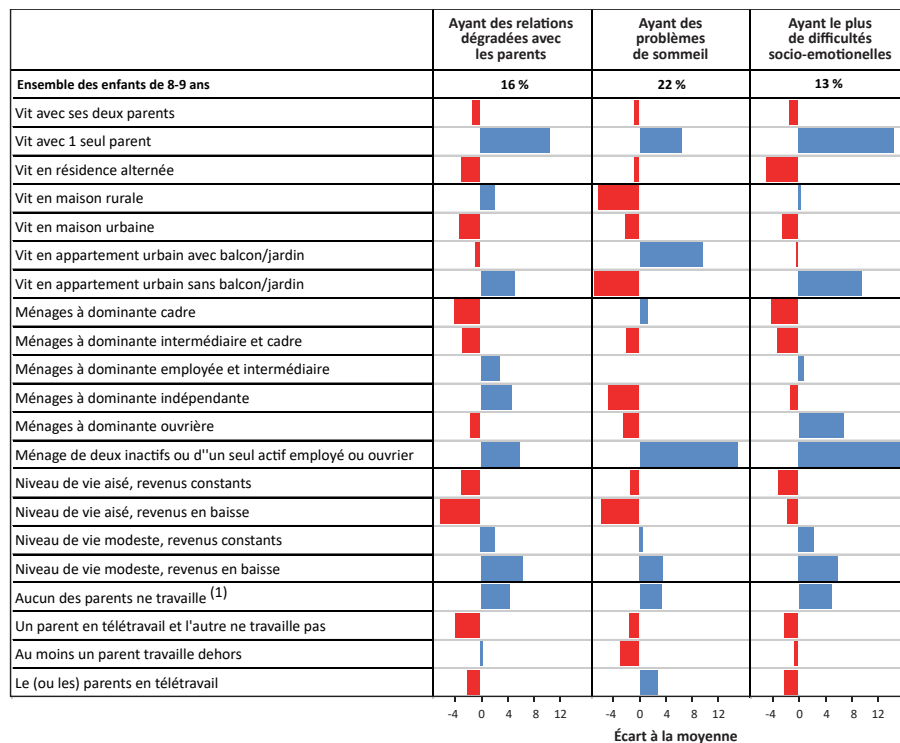 Ayant des relations
dégradées avec
les parents
Ayant des
problèmes
de sommeil
Ayant le plus
de difficultés
socio-emotionelles
Ensemble des enfants de 8-9 ans 16 % 22 % 13 %
Vit avec ses deux parents
Vit avec 1 seul parent
Vit en résidence alternée
Vit en maison rurale
Vit en maison urbaine
Vit en appartement urbain avec balcon/jardin
Vit en appartement urbain sans balcon/jardin
Ménages à dominante cadre
Ménages à dominante intermédiaire et cadre
Ménages à dominante employée et intermédiaire
Ménages à dominante indépendante
Ménages à dominante ouvrière
Ménage de deux inactifs ou d''un seul actif employé ou ouvrier
Niveau de vie aisé, revenus constants
Niveau de vie aisé, revenus en baisse
Niveau de vie modeste, revenus constants
Niveau de vie modeste, revenus en baisse
Aucun des parents ne travaille (1)
Un parent en télétravail et l'autre ne travaille pas
Au moins un parent travaille dehors
Le (ou les) parents en télétravail
-4 0 4 8 12 -4 0 4 8 12 -4 0 4 8 12
Écart à la moyenne